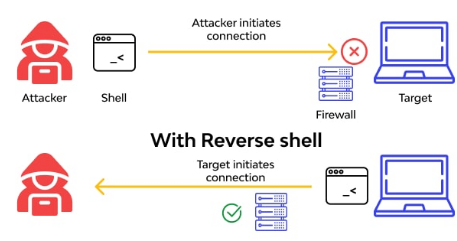 Attacker initiates
connection
_<
Attacker
Shell
Firewall
Target
With Reverse shell
Target initiates
connection
_<